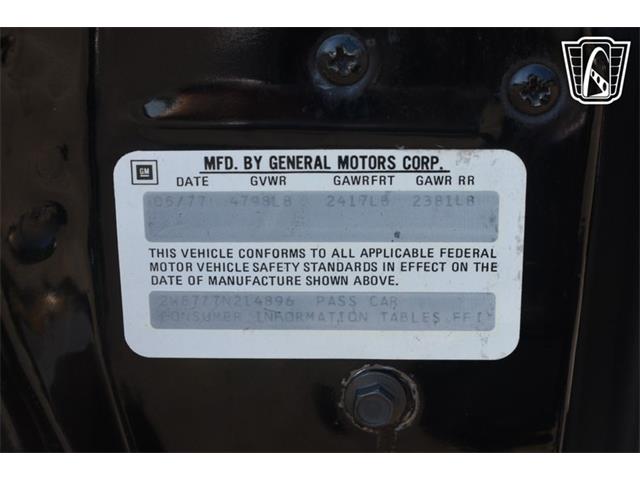 GM
MFD. BY GENERAL MOTORS CORP.
DATE GVWR GAWRFRT GAWR RR
05/77 4798LB 2417LB 2381LB
THIS VEHICLE CONFORMS TO ALL APPLICABLE FEDERAL
MOTOR VEHICLE SAFETY STANDARDS IN EFFECT ON THE
DATE OF MANUFACTURE SHOWN ABOVE.
2W87Z7N214896 PASS CAR
CONSUMER INFORMATION TABLES